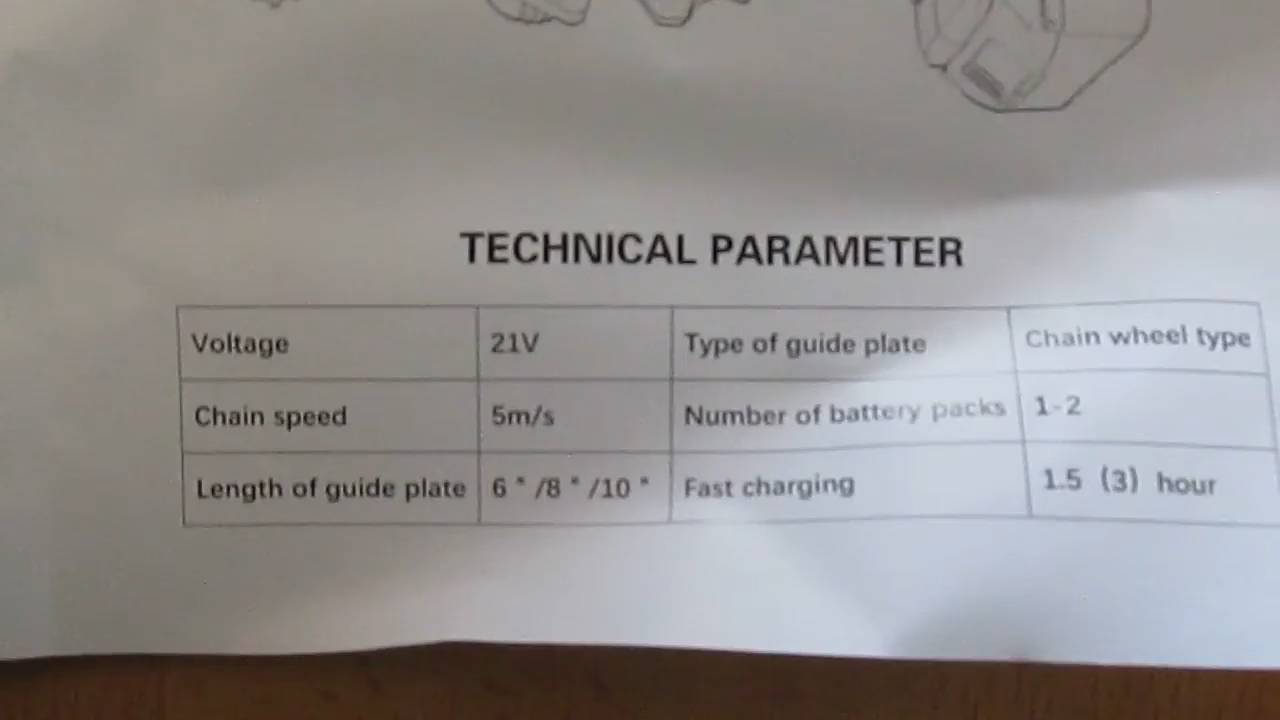 TECHNICAL PARAMETER
Voltage 21V Type of guide plate Chain wheel type
Chain speed 5m/s Number of battery packs 1-2
Length of guide plate 6 " /8 " /10 " Fast charging 1.5 (3) hour